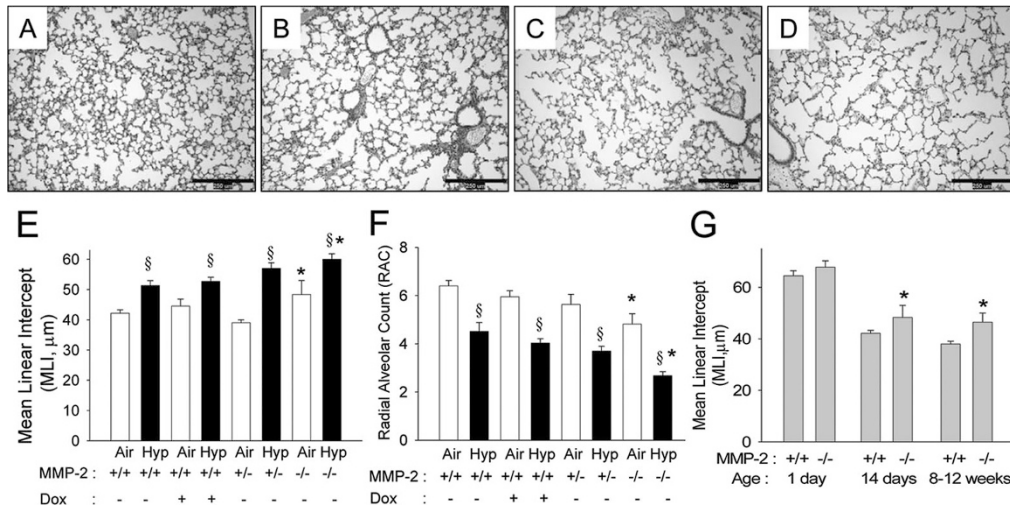 A
B
C
D
E
F
G
Mean Linear Intercept
(MLI, μm)
60
50
40
30
20
10
0
§
§
§
*
§ *
Air Hyp Air Hyp Air Hyp Air Hyp
MMP-2 : +/+ +/+ +/+ +/+ +/- +/- -/- -/-
Dox : - - + + - - - -
Radial Alveolar Count (RAC)
8
6
4
2
0
§
§
§
*
§ *
Air Hyp Air Hyp Air Hyp Air Hyp
MMP-2 : +/+ +/+ +/+ +/+ +/- +/- -/- -/-
Dox : - - + + - - - -
Mean Linear Intercept
(MLI,μm)
60
40
20
0
*
*
MMP-2 : +/+ -/- +/+ -/- +/+ -/-
Age : 1 day 14 days 8-12 weeks